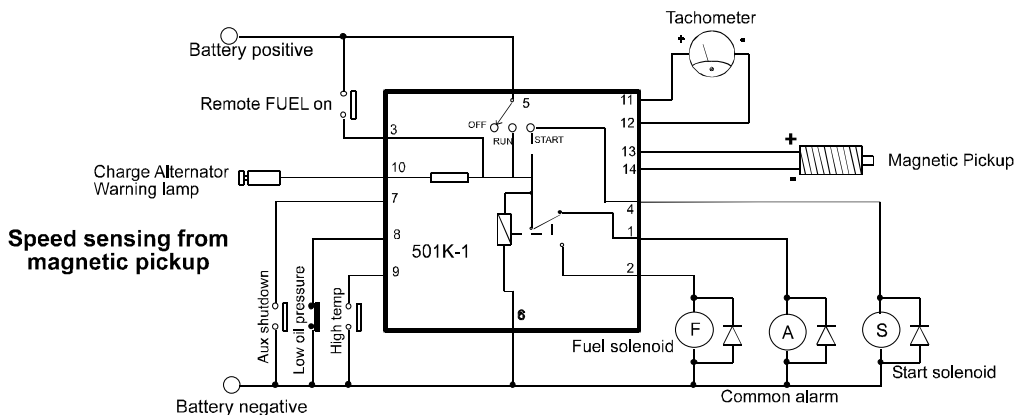 Tachometer
+ -
Battery positive
Remote FUEL on
5
OFF
RUN
START
11
12
3
13
+
Magnetic Pickup
14
-
10
Charge Alternator
Warning lamp
7
4
Speed sensing from
magnetic pickup
8
501K-1
1
9
2
6
Aux shutdown
Low oil pressure
High temp
F
A
S
Fuel solenoid
Start solenoid
Common alarm
Battery negative